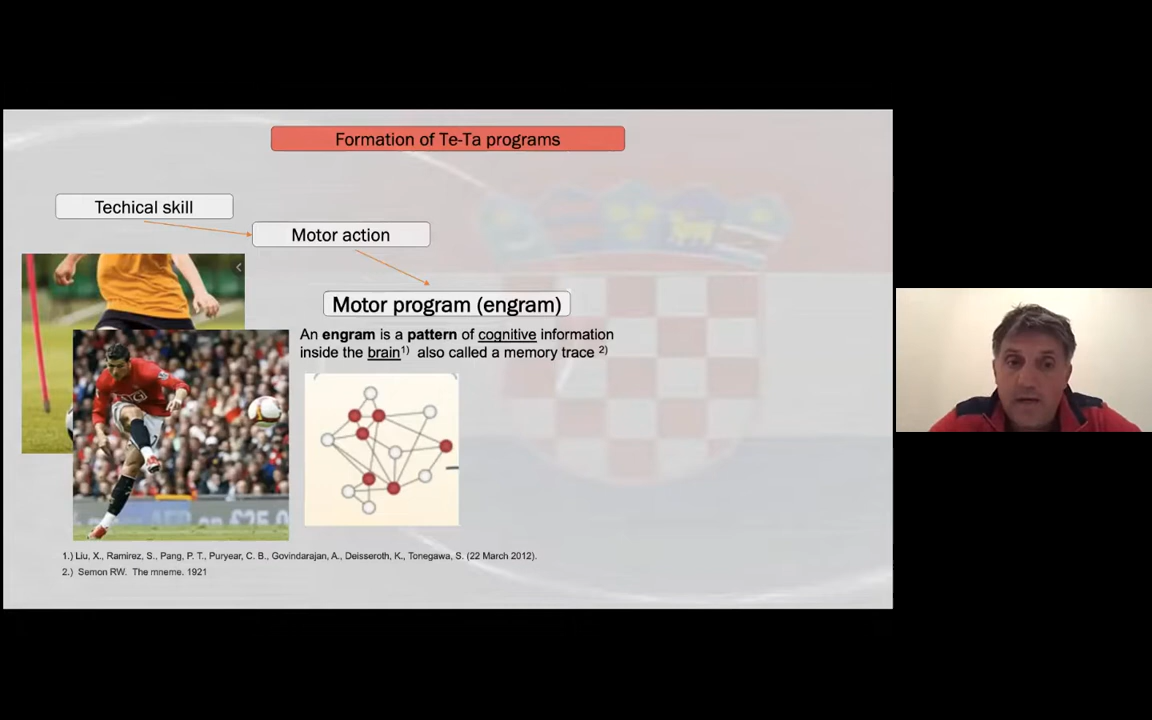 Formation of Te-Ta programs
Techical skill
Motor action
Motor program (engram)
An engram is a pattern of cognitive information
inside the brain1) also called a memory trace 2)
1.) Liu, X., Ramirez, S., Pang, P. T., Puryear, C. B., Govindarajan, A., Deisseroth, K., Tonegawa, S. (22 March 2012).
2.) Semon RW. The mneme. 1921